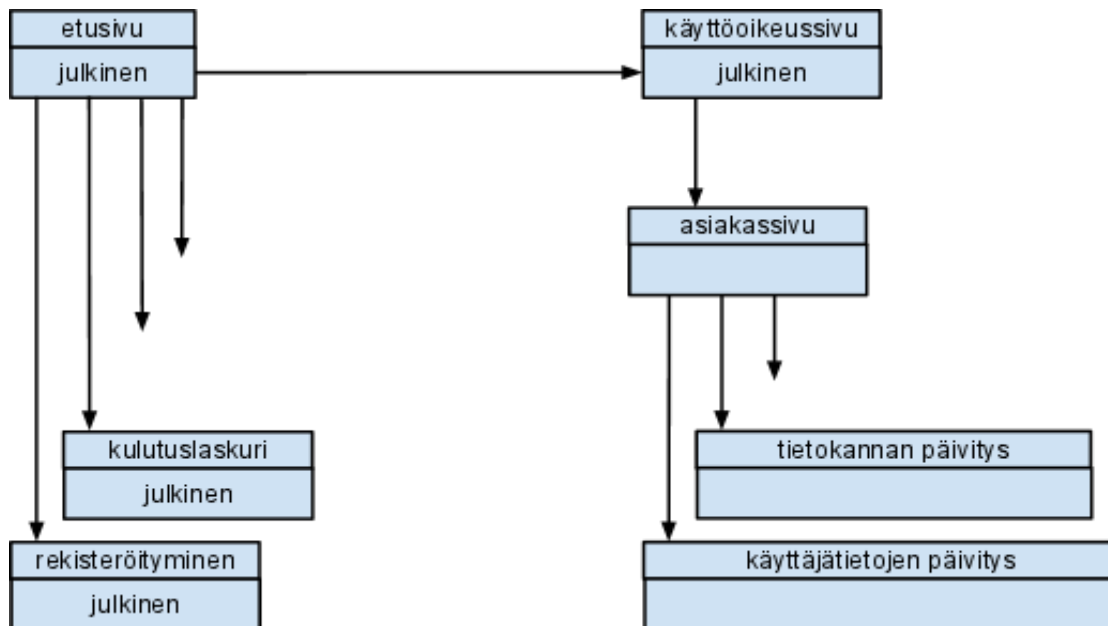 etusivu
julkinen
käyttöoikeussivu
julkinen
asiakassivu
kulutuslaskuri
julkinen
tietokannan päivitys
rekisteröityminen
julkinen
käyttäjätietojen päivitys